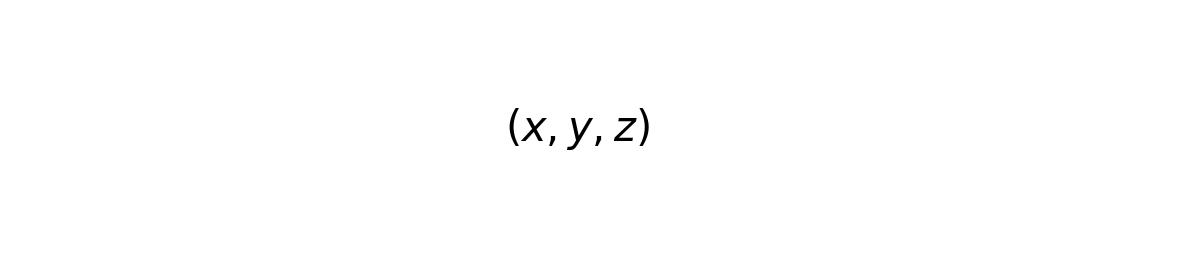 (x, y, z)